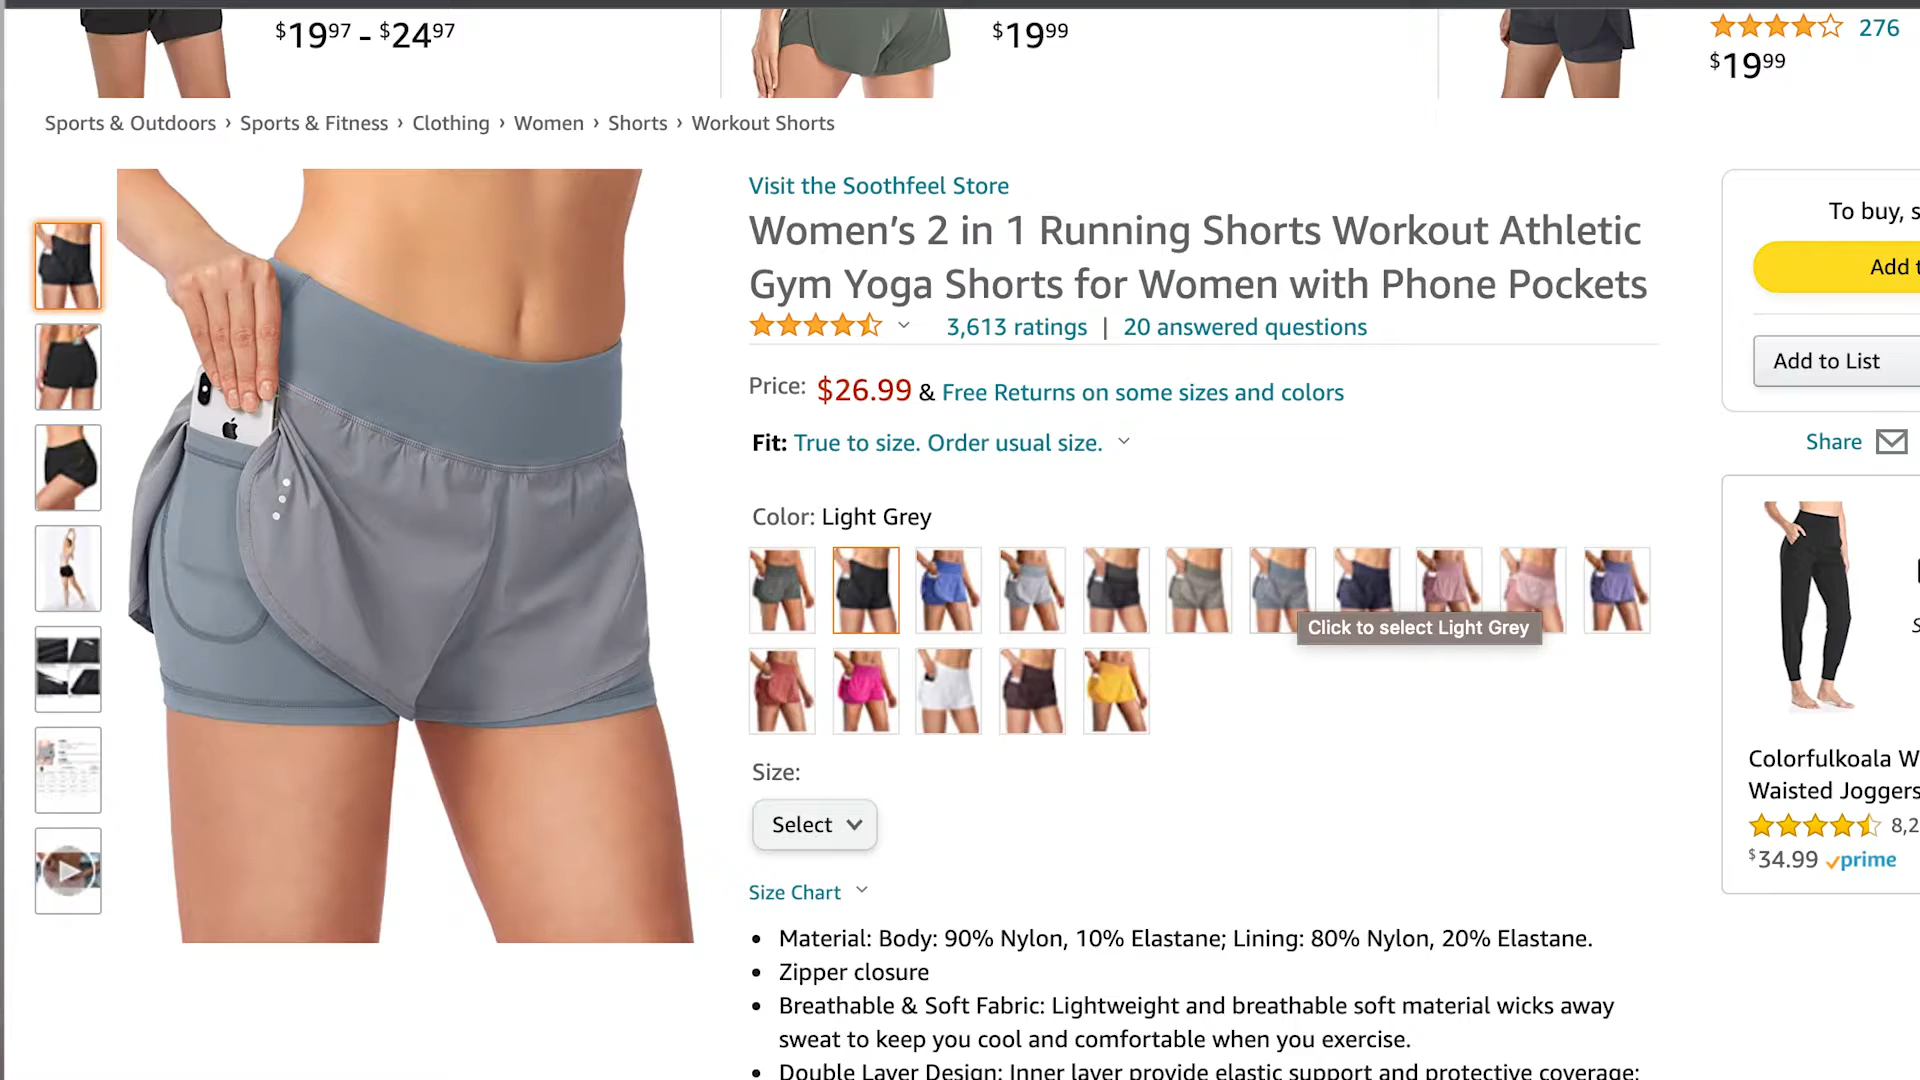 $19.97 - $24.97
$19.99
276
$19.99
Sports & Outdoors › Sports & Fitness › Clothing › Women › Shorts › Workout Shorts
Visit the Soothfeel Store
Women’s 2 in 1 Running Shorts Workout Athletic
Gym Yoga Shorts for Women with Phone Pockets
3,613 ratings | 20 answered questions
Price: $26.99 & Free Returns on some sizes and colors
Fit: True to size. Order usual size.
Color: Light Grey
Click to select Light Grey
Size:
Select
Size Chart
• Material: Body: 90% Nylon, 10% Elastane; Lining: 80% Nylon, 20% Elastane.
• Zipper closure
• Breathable & Soft Fabric: Lightweight and breathable soft material wicks away
sweat to keep you cool and comfortable when you exercise.
• Double Layer Design: Inner layer provide elastic support and protective coverage;
To buy, s
Add t
Add to List
Share
Colorfulkoala W
Waisted Joggers
8,2
$34.99 prime